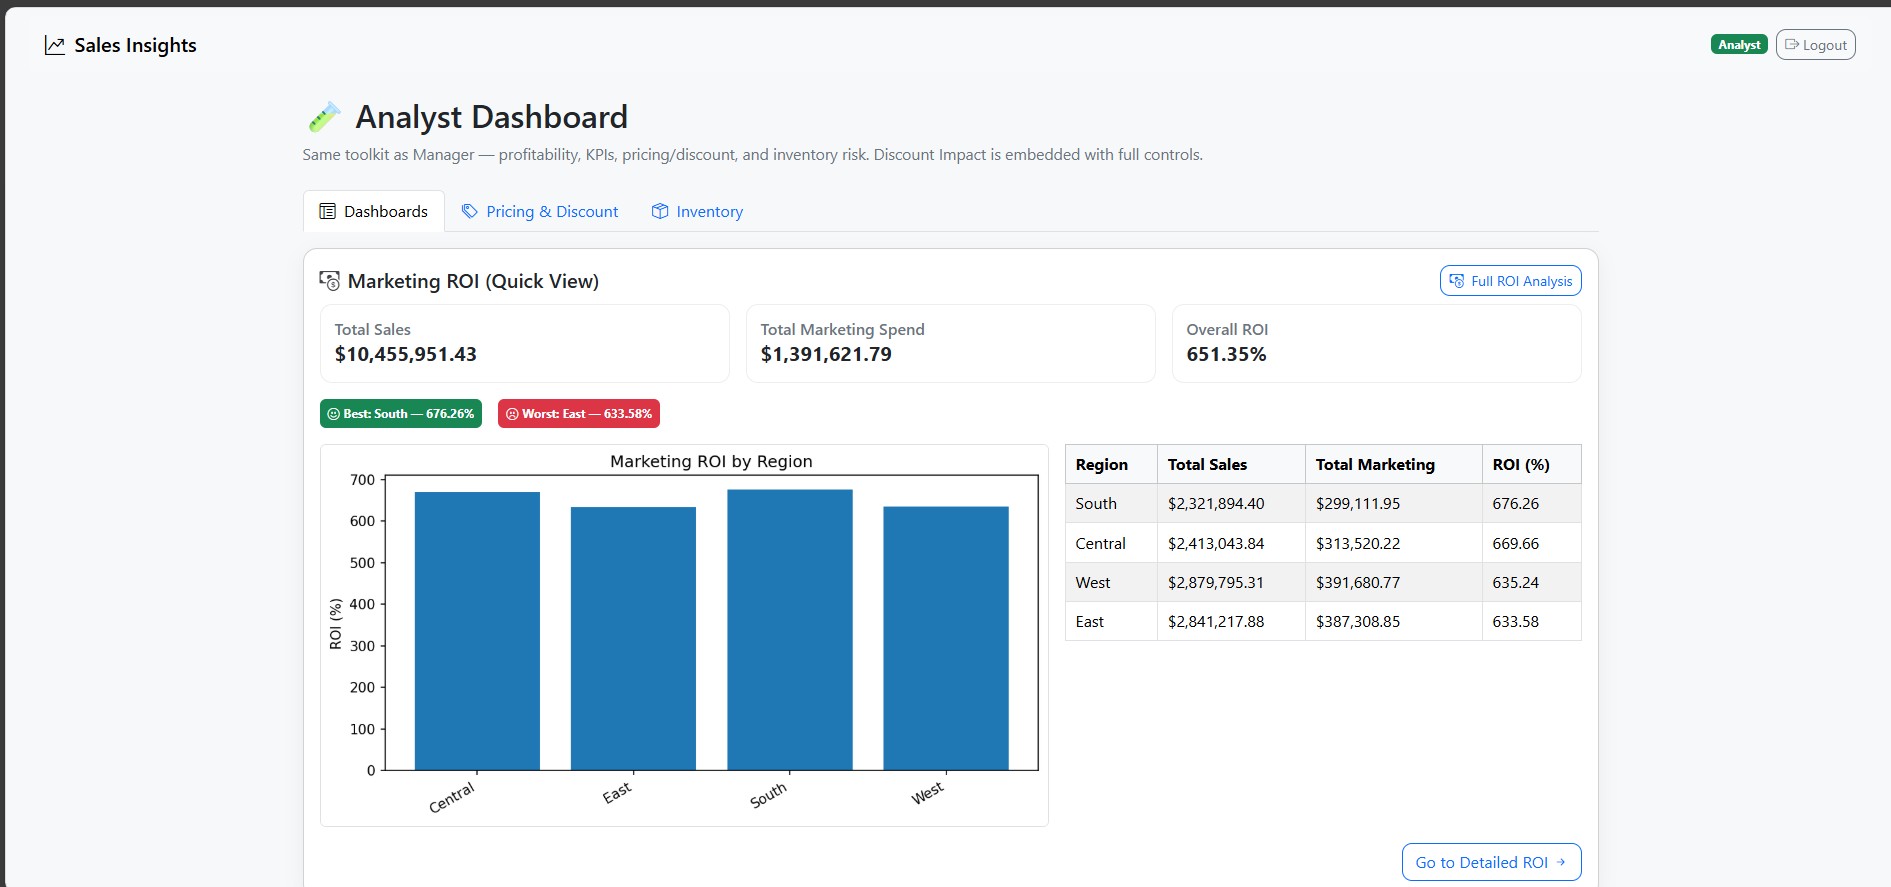 Sales Insights
Analyst Logout
Analyst Dashboard
Same toolkit as Manager — profitability, KPIs, pricing/discount, and inventory risk. Discount Impact is embedded with full controls.
Dashboards Pricing & Discount Inventory
Marketing ROI (Quick View) Full ROI Analysis
Total Sales
$10,455,951.43
Total Marketing Spend
$1,391,621.79
Overall ROI
651.35%
Best: South — 676.26% Worst: East — 633.58%
Marketing ROI by Region
700
600
500
400
300
200
100
0
ROI (%)
Central East South West
Region Total Sales Total Marketing ROI (%)
South $2,321,894.40 $299,111.95 676.26
Central $2,413,043.84 $313,520.22 669.66
West $2,879,795.31 $391,680.77 635.24
East $2,841,217.88 $387,308.85 633.58
Go to Detailed ROI →